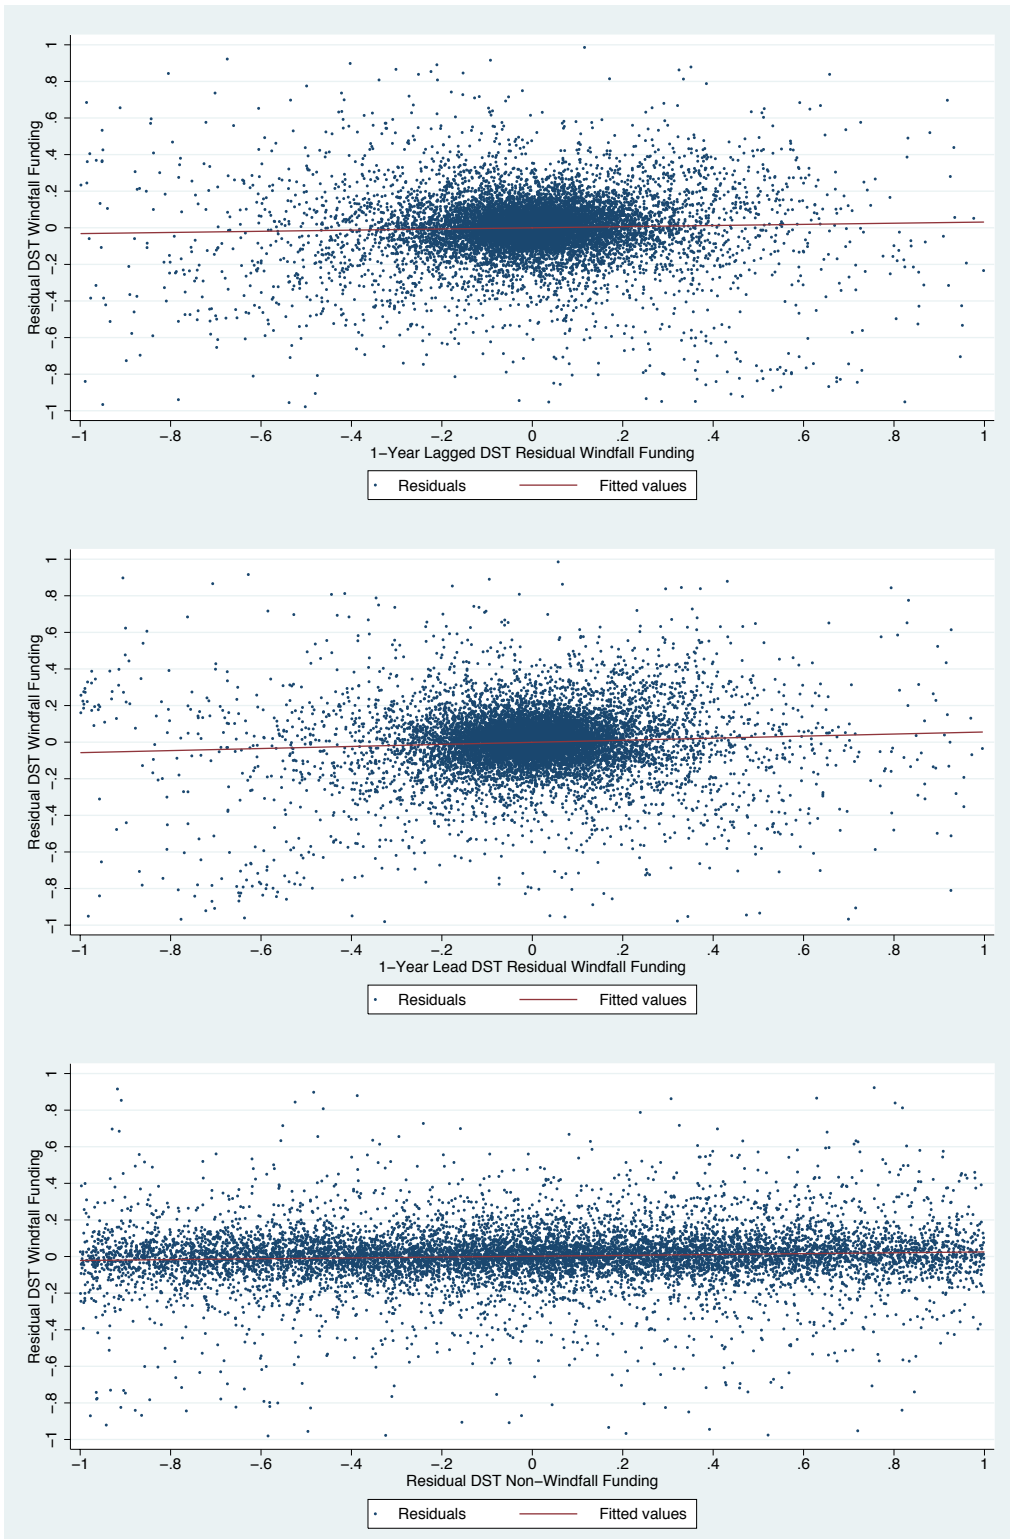 Residual DST Windfall Funding
1
.8
.6
.4
.2
0
−.2
−.4
−.6
−.8
−1
−1 −.8 −.6 −.4 −.2 0 .2 .4 .6 .8 1
1−Year Lagged DST Residual Windfall Funding
Residuals Fitted values
Residual DST Windfall Funding
1
.8
.6
.4
.2
0
−.2
−.4
−.6
−.8
−1
−1 −.8 −.6 −.4 −.2 0 .2 .4 .6 .8 1
1−Year Lead DST Residual Windfall Funding
Residuals Fitted values
Residual DST Windfall Funding
1
.8
.6
.4
.2
0
−.2
−.4
−.6
−.8
−1
−1 −.8 −.6 −.4 −.2 0 .2 .4 .6 .8 1
Residual DST Non−Windfall Funding
Residuals Fitted values